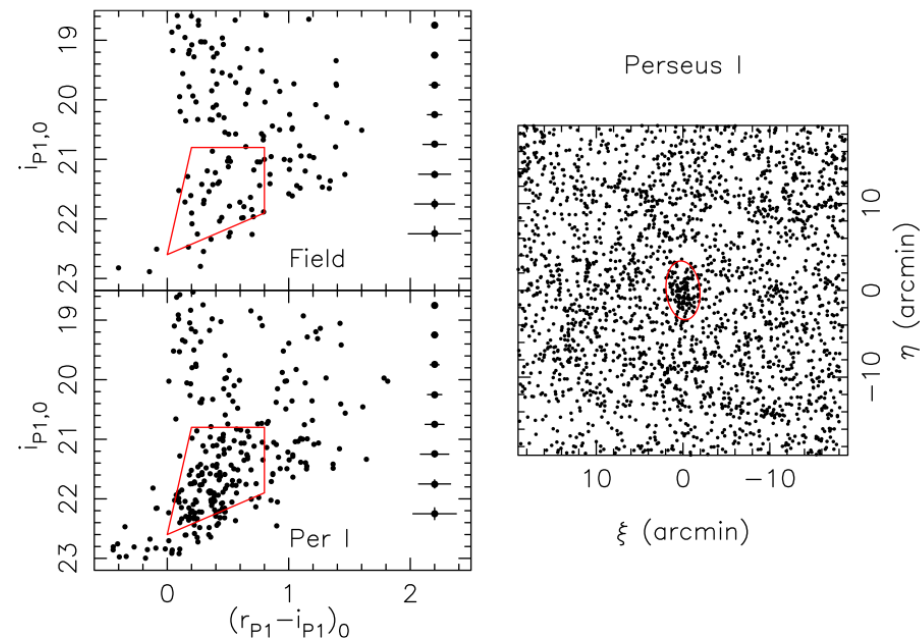 19
20
21
22
23
i_{P1,0}
Field
19
20
21
22
23
i_{P1,0}
Per I
0
1
2
(r_{P1}−i_{P1})_0
Perseus I
10
0
−10
η (arcmin)
10
0
−10
ξ (arcmin)